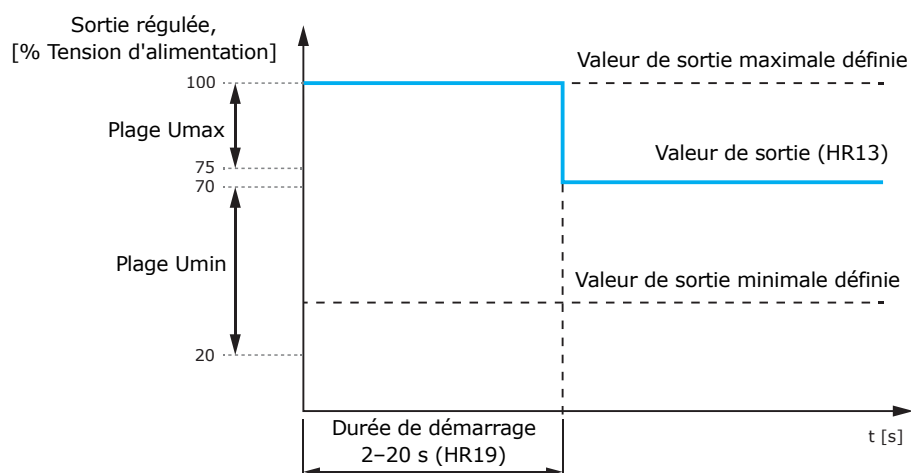 Sortie régulée,
[% Tension d'alimentation]
100
Valeur de sortie maximale définie
Plage Umax
Valeur de sortie (HR13)
75
70
Plage Umin
Valeur de sortie minimale définie
20
Durée de démarrage
2–20 s (HR19)
t [s]